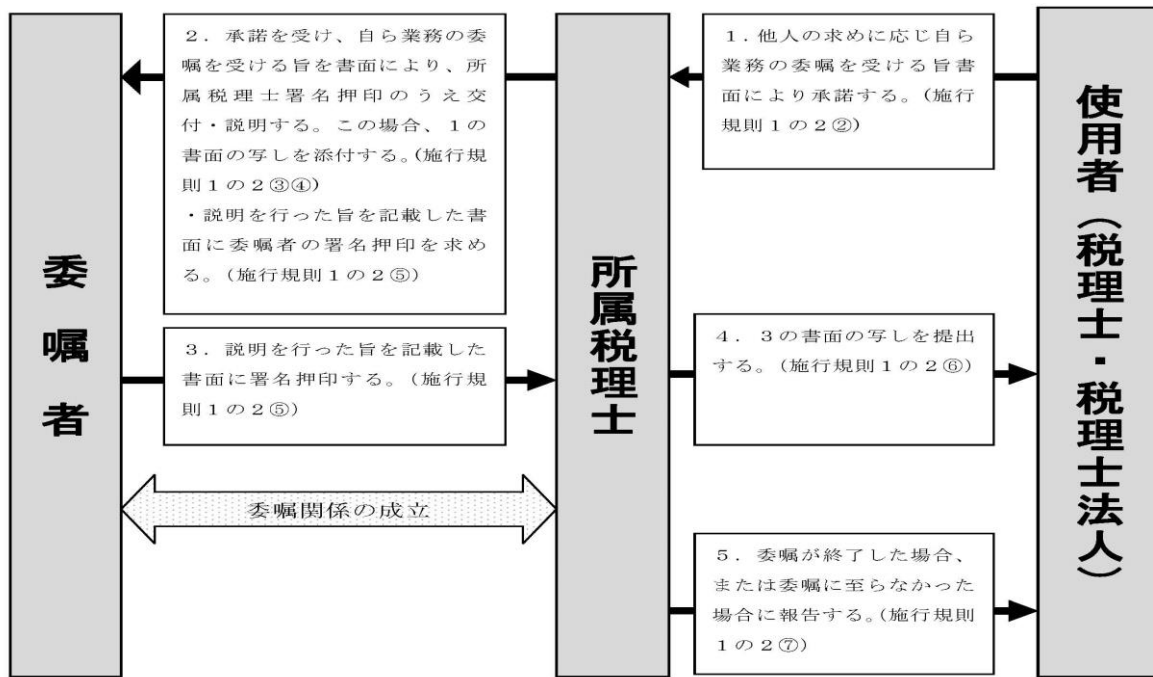 委嘱者
2．承諾を受け、自ら業務の委
嘱を受ける旨を書面により、所
属税理士署名押印のうえ交
付・説明する。この場合、1の
書面の写しを添付する。(施行規
則1の2③④)
・説明を行った旨を記載した書
面に委嘱者の署名押印を求め
る。(施行規則1の2⑤)
3．説明を行った旨を記載した
書面に署名押印する。(施行規
則1の2⑤)
委嘱関係の成立
所属税理士
1．他人の求めに応じ自ら
業務の委嘱を受ける旨書
面により承諾する。(施行
規則1の2②)
4．3の書面の写しを提出
する。(施行規則1の2⑥)
5．委嘱が終了した場合、
または委嘱に至らなかった
場合に報告する。(施行規則
1の2⑦)
使用者（税理士・税理士法人）